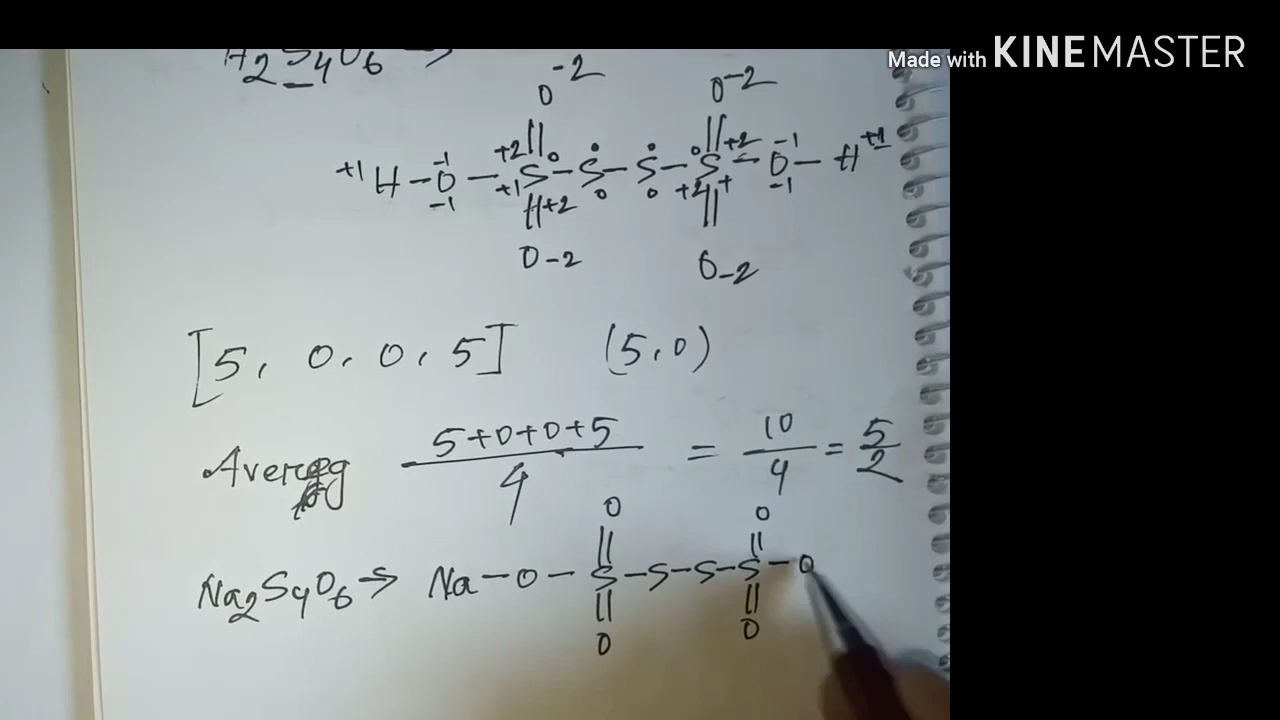 Made with KINEMASTER
H2S4O6 →
O -2 O -2
+1 H - O - S - S - S - S - O - H +1
O -2 O -2
[5, 0, 0, 5] (5,0)
5+0+0+5 / 4 = 10/4 = 5/2
O O
Na2S4O6 → Na - O - S - S - S - S - O
O O